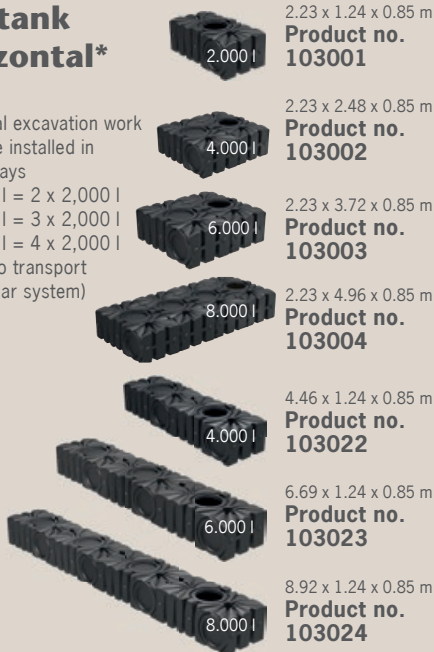 tank
zontal*
al excavation work
e installed in
ays
l = 2 x 2,000 l
l = 3 x 2,000 l
l = 4 x 2,000 l
o transport
ar system)
2.000 l
2.23 x 1.24 x 0.85 m
Product no.
103001
4.000 l
2.23 x 2.48 x 0.85 m
Product no.
103002
6.000 l
2.23 x 3.72 x 0.85 m
Product no.
103003
8.000 l
2.23 x 4.96 x 0.85 m
Product no.
103004
4.000 l
4.46 x 1.24 x 0.85 m
Product no.
103022
6.000 l
6.69 x 1.24 x 0.85 m
Product no.
103023
8.000 l
8.92 x 1.24 x 0.85 m
Product no.
103024